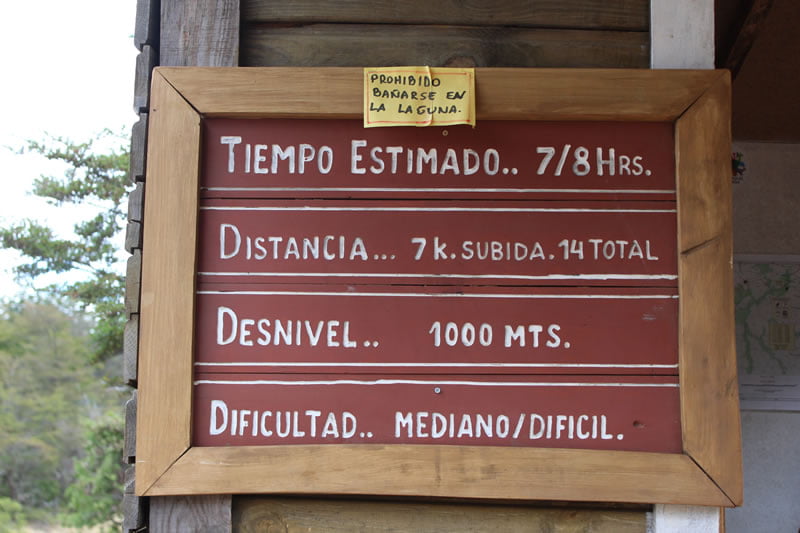 PROHIBIDO
BAÑARSE EN
LA LAGUNA.
TIEMPO ESTIMADO.. 7/8 HRS.
DISTANCIA... 7 K. SUBIDA. 14 TOTAL
DESNIVEL.. 1000 MTS.
DIFICULTAD.. MEDIANO/DIFICIL.